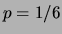 p = 1/6